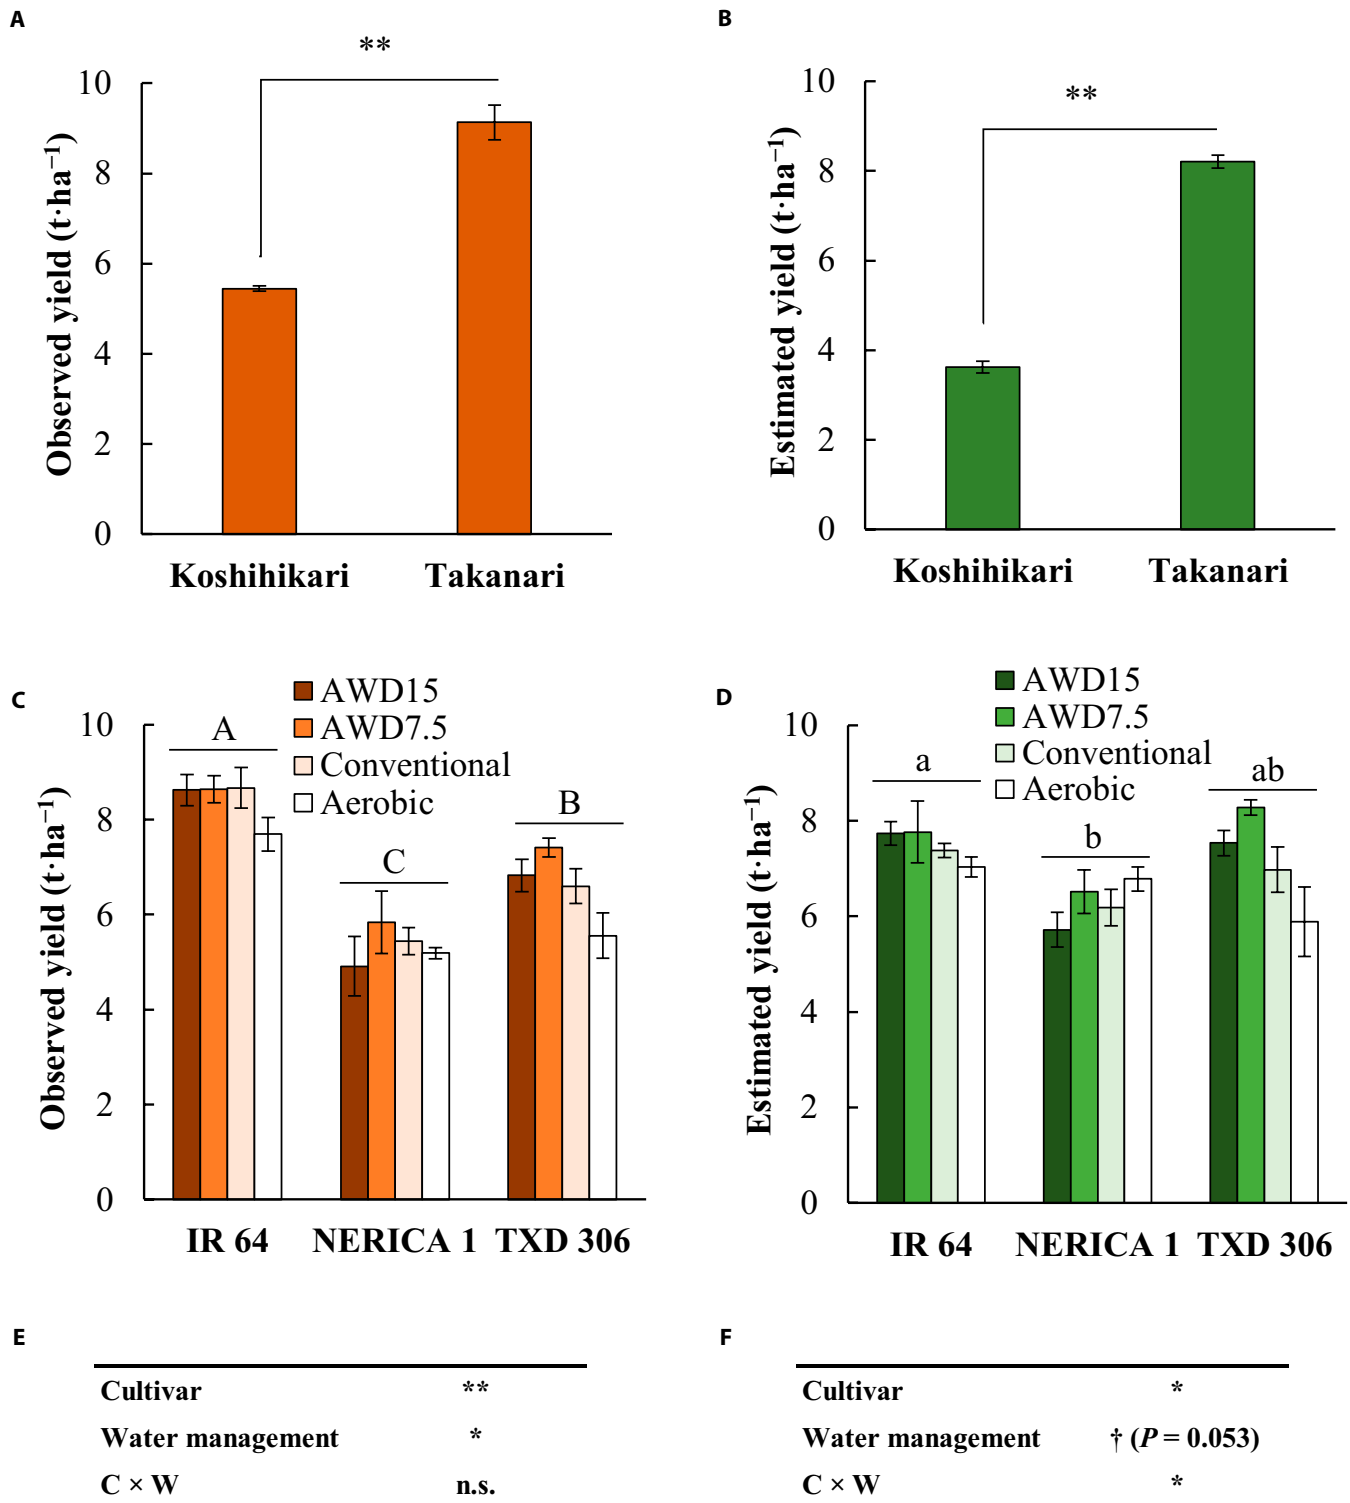 A
**
Observed yield (t·ha⁻¹)
10
8
6
4
2
0
Koshihikari Takanari
B
**
Estimated yield (t·ha⁻¹)
10
8
6
4
2
0
Koshihikari Takanari
C
AWD15
AWD7.5
Conventional
Aerobic
Observed yield (t·ha⁻¹)
10
8
6
4
2
0
A
C
B
IR 64 NERICA 1 TXD 306
D
AWD15
AWD7.5
Conventional
Aerobic
Estimated yield (t·ha⁻¹)
10
8
6
4
2
0
a
b
ab
IR 64 NERICA 1 TXD 306
E
Cultivar **
Water management *
C × W n.s.
F
Cultivar *
Water management † (P = 0.053)
C × W *